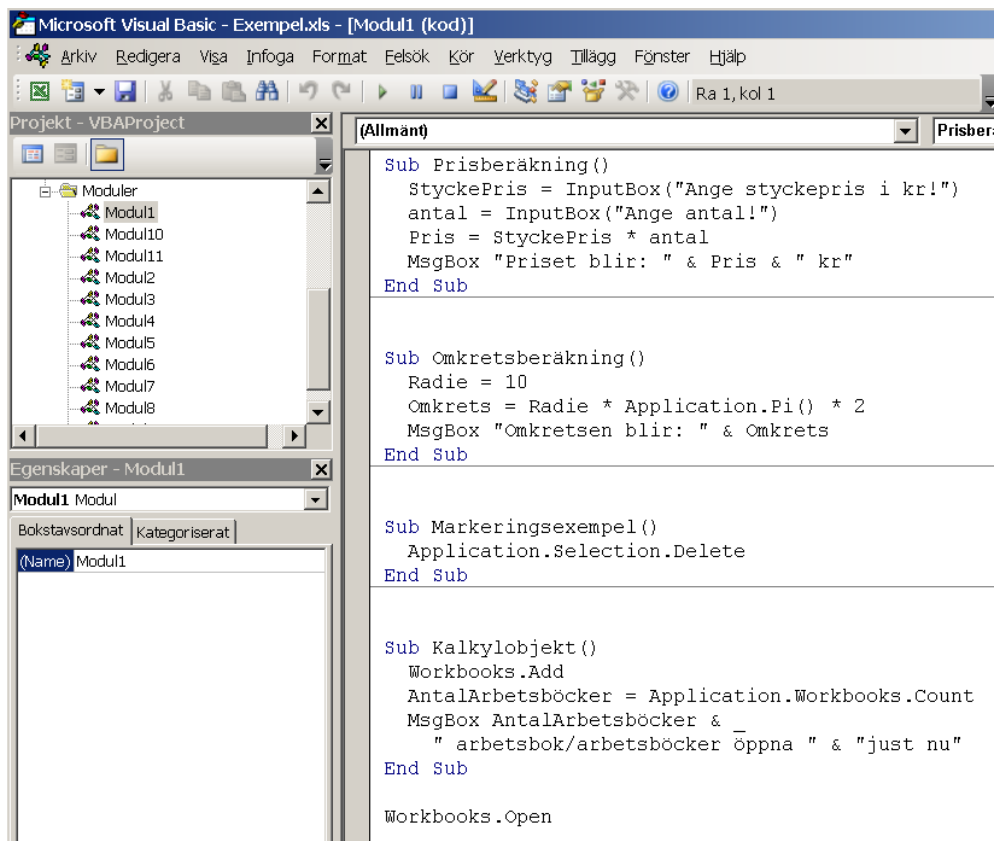 Microsoft Visual Basic - Exempel.xls - [Modul1 (kod)]
Arkiv Redigera Visa Infoga Format Felsök Kör Verktyg Tillägg Fönster Hjälp
Ra 1, kol 1
Projekt - VBAProject
Moduler
Modul1
Modul10
Modul11
Modul2
Modul3
Modul4
Modul5
Modul6
Modul7
Modul8
Egenskaper - Modul1
Modul1 Modul
Bokstavsordnat Kategoriserat
(Name) Modul1
(Allmänt)
Sub Prisberäkning()
StyckePris = InputBox("Ange styckepris i kr!")
antal = InputBox("Ange antal!")
Pris = StyckePris * antal
MsgBox "Priset blir: " & Pris & " kr"
End Sub
Sub Omkretsberäkning()
Radie = 10
Omkrets = Radie * Application.Pi() * 2
MsgBox "Omkretsen blir: " & Omkrets
End Sub
Sub Markeringsexempel()
Application.Selection.Delete
End Sub
Sub Kalkylobjekt()
Workbooks.Add
AntalArbetsböcker = Application.Workbooks.Count
MsgBox AntalArbetsböcker & _
" arbetsbok/arbetsböcker öppna " & "just nu"
End Sub
Workbooks.Open